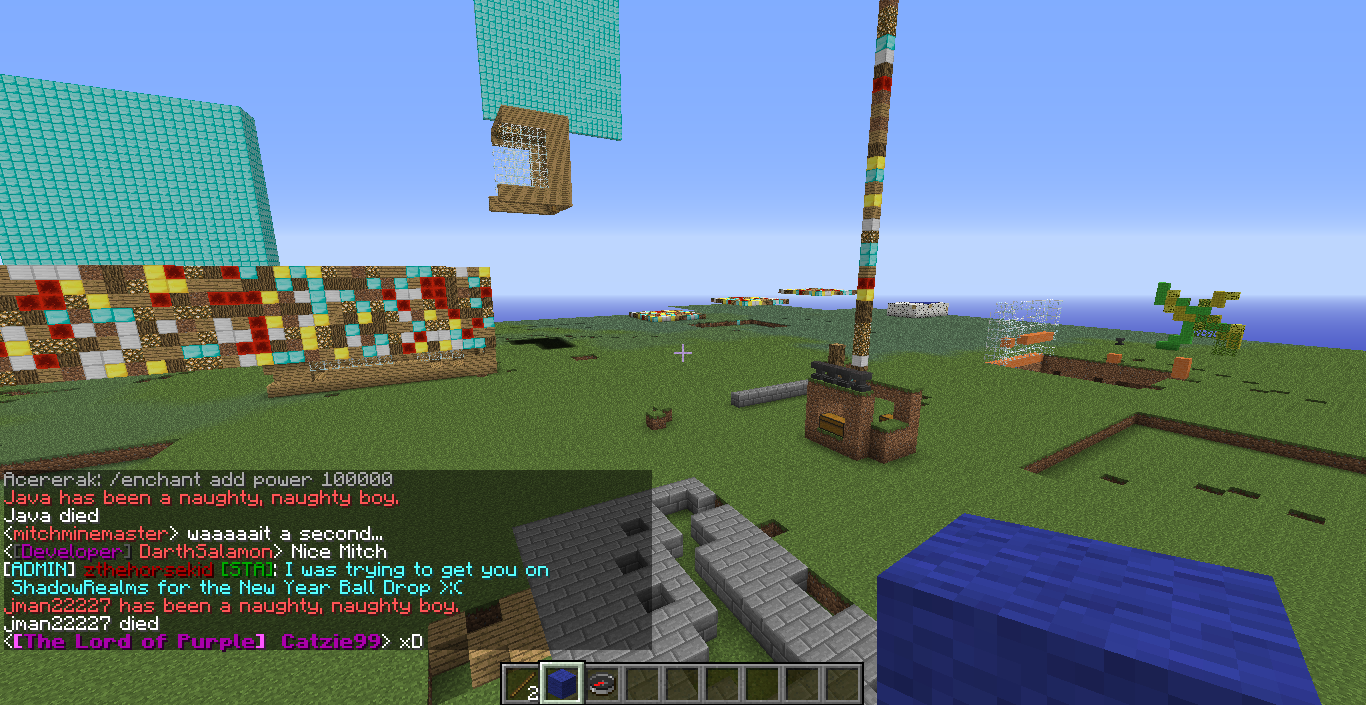 Acererak: /enchant add power 100000
Java has been a naughty, naughty boy.
Java died
<mitchminemaster> waaaaait a second...
<[Developer] DarthSalamon> Nice Mitch
[ADMIN] zthehorsekid [STA]: I was trying to get you on
ShadowRealms for the New Year Ball Drop >:C
jman22227 has been a naughty, naughty boy.
jman22227 died
<[The Lord of Purple] Catzie99> xD
2